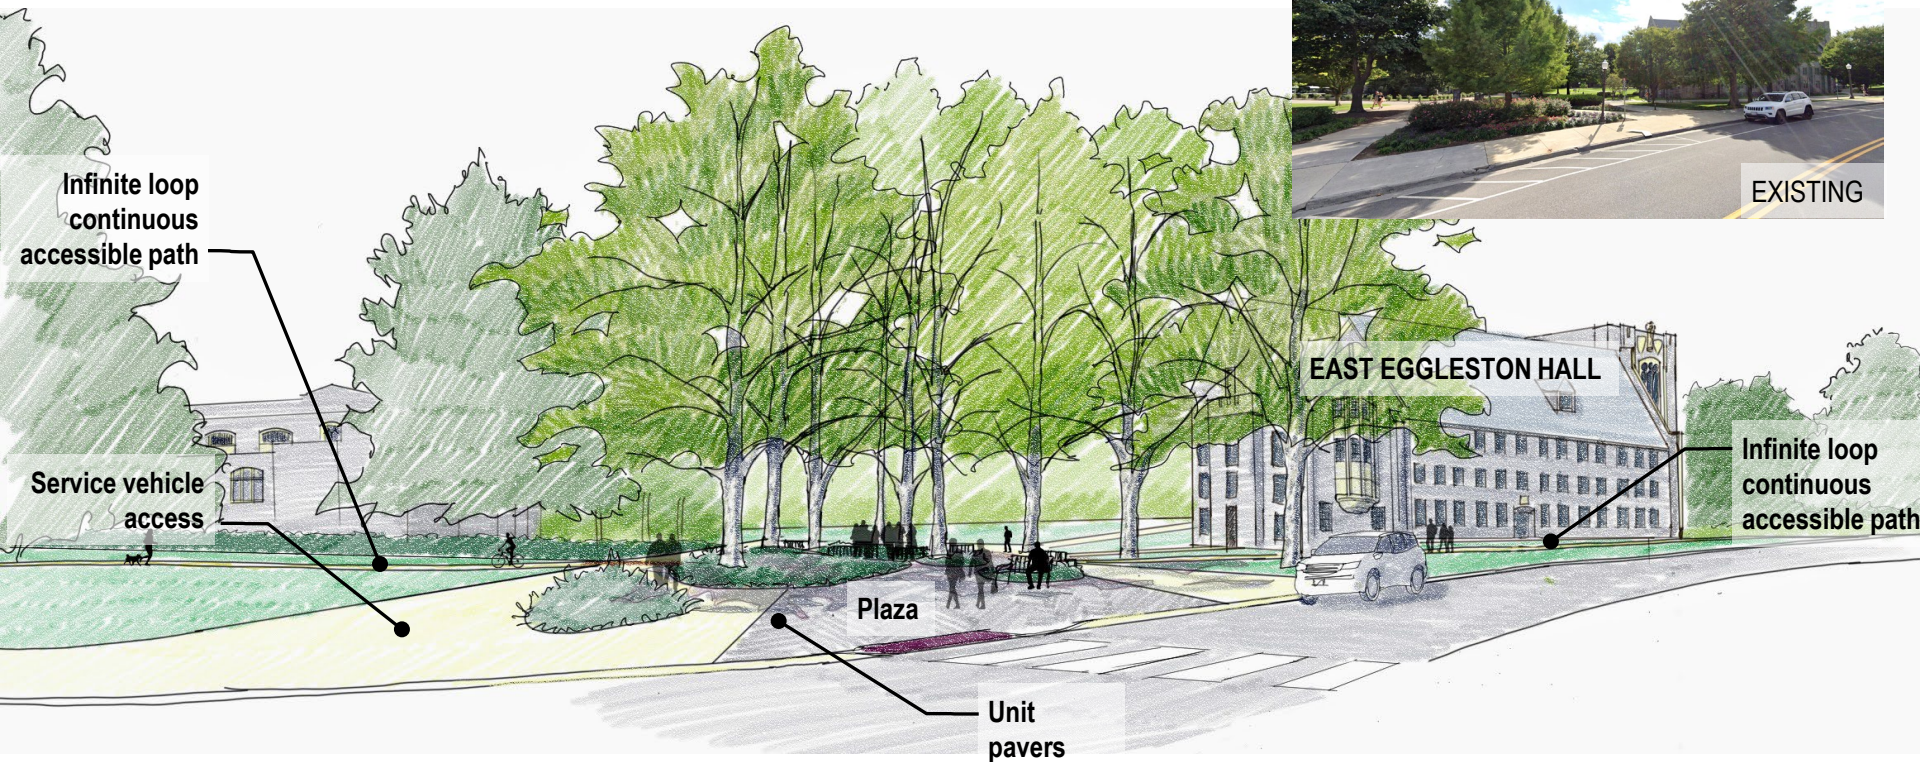 EXISTING
Infinite loop
continuous
accessible path
EAST EGGLESTON HALL
Infinite loop
continuous
accessible path
Service vehicle
access
Plaza
Unit
pavers